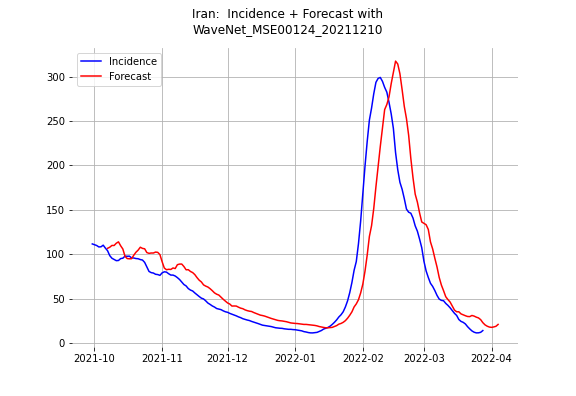 Iran:  Incidence + Forecast with
WaveNet_MSE00124_20211210
Incidence
Forecast
300
250
200
150
100
50
0
2021-10 2021-11 2021-12 2022-01 2022-02 2022-03 2022-04